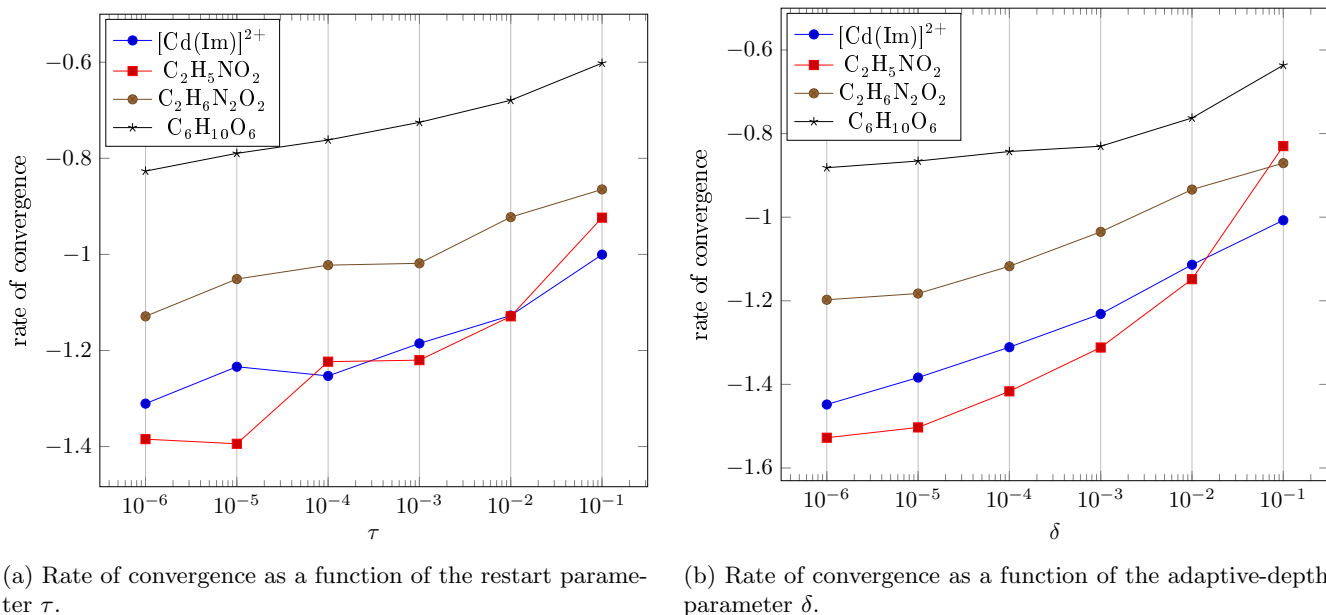 [Cd(Im)]²⁺
C₂H₅NO₂
C₂H₆N₂O₂
C₆H₁₀O₆
−0.6
−0.8
−1
−1.2
−1.4
rate of convergence
10⁻⁶ 10⁻⁵ 10⁻⁴ 10⁻³ 10⁻² 10⁻¹
τ
(a) Rate of convergence as a function of the restart parame-
ter τ.
[Cd(Im)]²⁺
C₂H₅NO₂
C₂H₆N₂O₂
C₆H₁₀O₆
−0.6
−0.8
−1
−1.2
−1.4
−1.6
rate of convergence
10⁻⁶ 10⁻⁵ 10⁻⁴ 10⁻³ 10⁻² 10⁻¹
δ
(b) Rate of convergence as a function of the adaptive-depth
parameter δ.